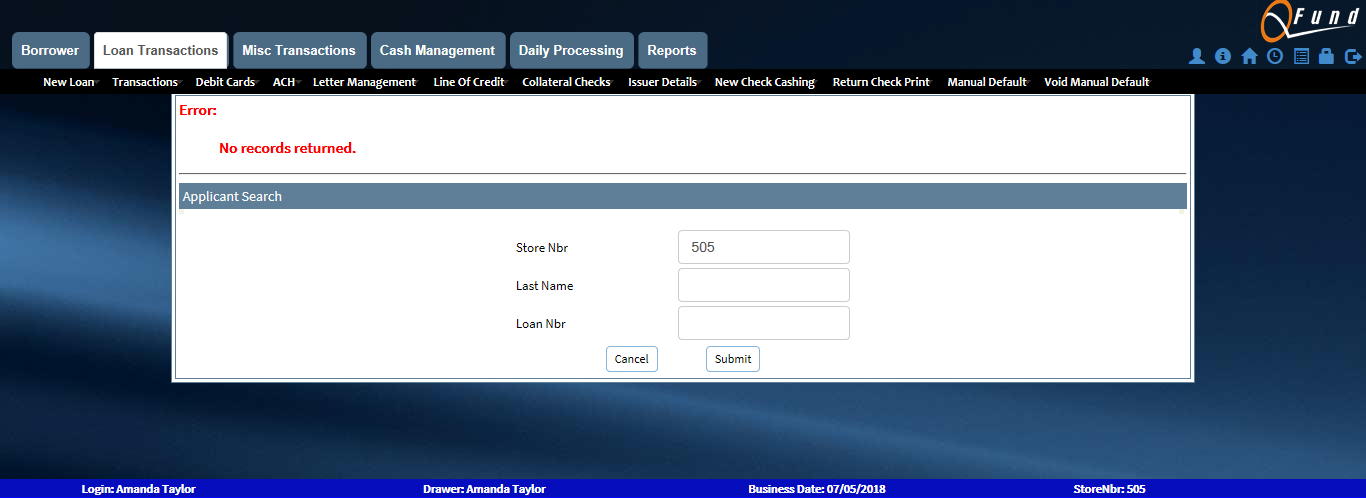 QFund
Borrower Loan Transactions Misc Transactions Cash Management Daily Processing Reports
New Loan Transactions Debit Cards ACH Letter Management Line Of Credit Collateral Checks Issuer Details New Check Cashing Return Check Print Manual Default Void Manual Default
Error:
No records returned.
Applicant Search
Store Nbr 505
Last Name
Loan Nbr
Cancel Submit
Login: Amanda Taylor Drawer: Amanda Taylor Business Date: 07/05/2018 StoreNbr: 505